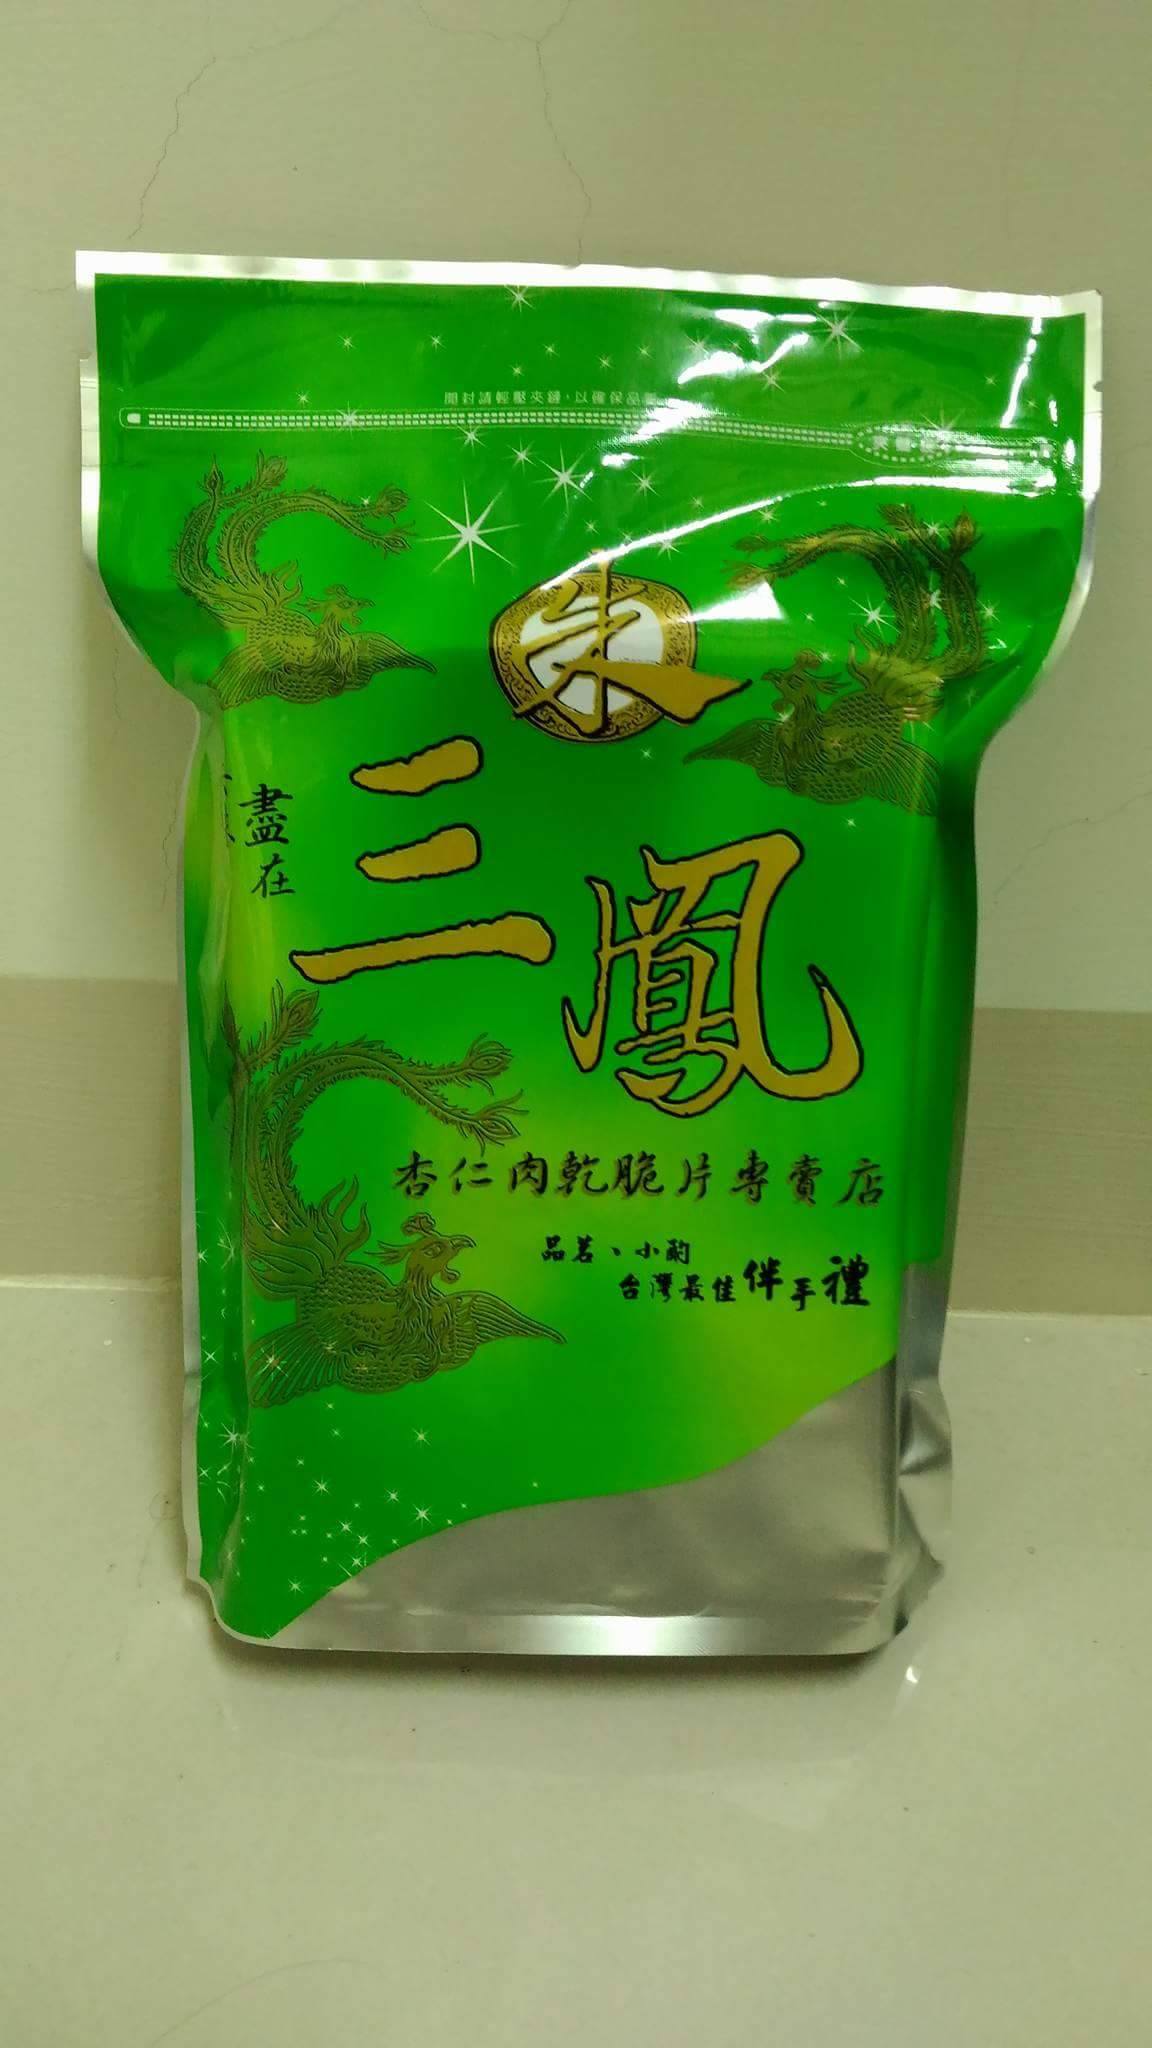 開封請輕壓夾鏈,以確保品質
朱
三鳳
盡在
杏仁肉乾脆片專賣店
品茗、小酌
台灣最佳伴手禮